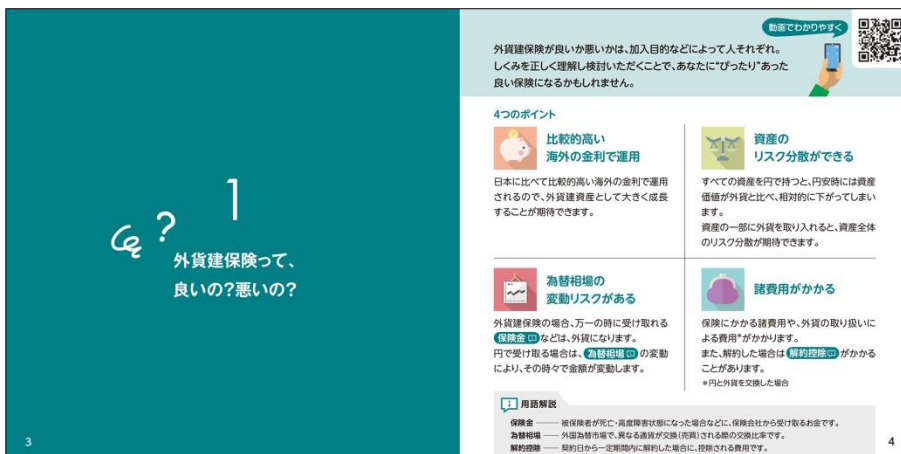 1
外貨建保険って、
良いの?悪いの?
3
動画でわかりやすく
外貨建保険が良いか悪いかは、加入目的などによって人それぞれ。
しくみを正しく理解し検討いただくことで、あなたに"ぴったり"あった
良い保険になるかもしれません。
4つのポイント
比較的高い
海外の金利で運用
日本に比べて比較的高い海外の金利で運用
されるので、外貨建資産として大きく成長
することが期待できます。
資産の
リスク分散ができる
すべての資産を円で持つと、円安時には資産
価値が外貨と比べ、相対的に下がってしまい
ます。
資産の一部に外貨を取り入れると、資産全体
のリスク分散が期待できます。
為替相場の
変動リスクがある
外貨建保険の場合、万一の時に受け取れる
保険金などは、外貨になります。
円で受け取る場合は、為替相場の変動
により、その時々で金額が変動します。
諸費用がかかる
保険にかかる諸費用や、外貨の取り扱いに
よる費用*がかかります。
また、解約した場合は解約控除がかかる
ことがあります。
*円と外貨を交換した場合
用語解説
保険金 —— 被保険者が死亡・高度障害状態になった場合などに、保険会社から受け取るお金です。
為替相場 —— 外国為替市場で、異なる通貨が交換(売買)される際の交換比率です。
解約控除 —— 契約日から一定期間内に解約した場合に、控除される費用です。
4